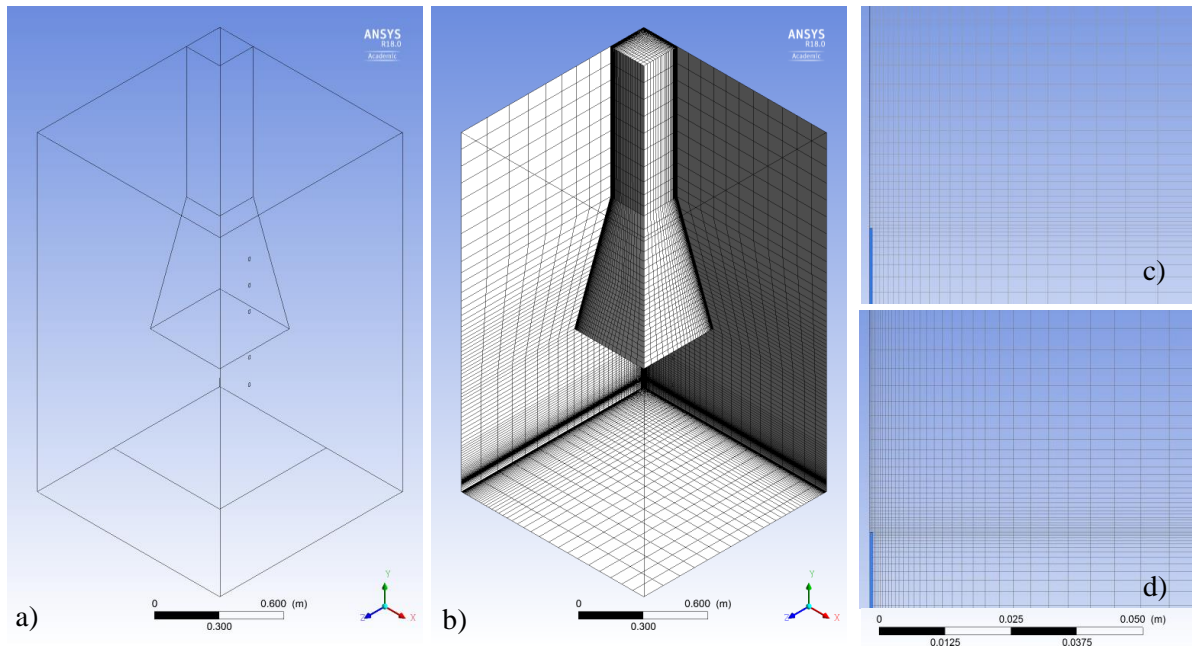 ANSYS
R18.0
Academic
Y
Z
X
0
0.600 (m)
0.300
a)
ANSYS
R18.0
Academic
Y
Z
X
0
0.600 (m)
0.300
b)
c)
d)
0
0.025
0.050 (m)
0.0125
0.0375